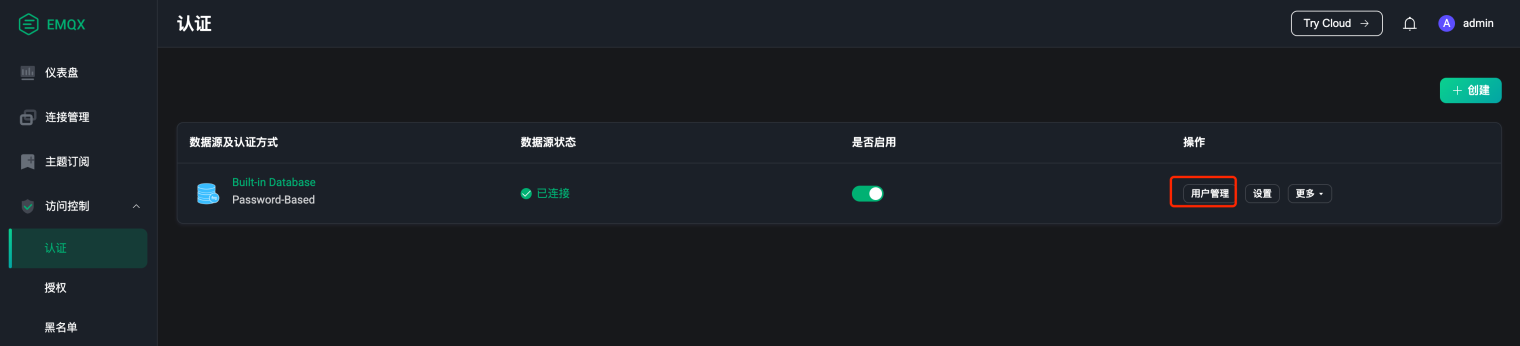 EMQX
认证
Try Cloud →
A admin
仪表盘
连接管理
主题订阅
访问控制
认证
授权
黑名单
+ 创建
数据源及认证方式 数据源状态 是否启用 操作
Built-in Database
Password-Based
已连接
用户管理 设置 更多